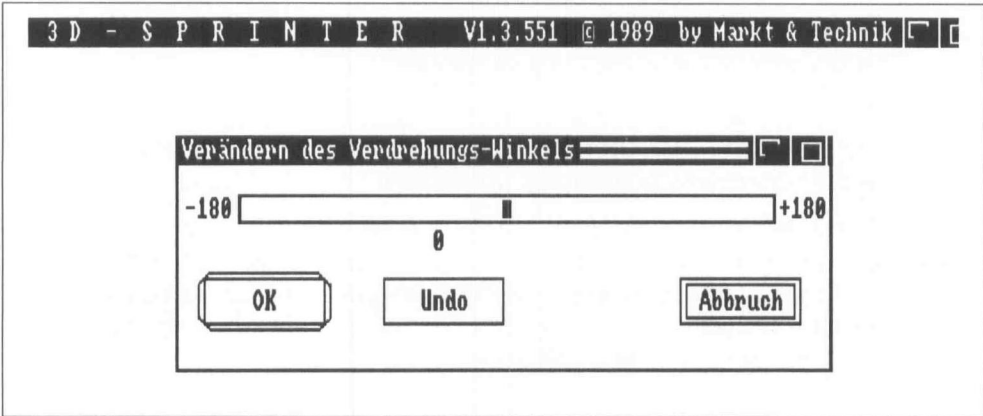 3 D - S P R I N T E R V1.3.551 © 1989 by Markt & Technik
Verändern des Verdrehungs-Winkels
-180 +180
0
OK Undo Abbruch